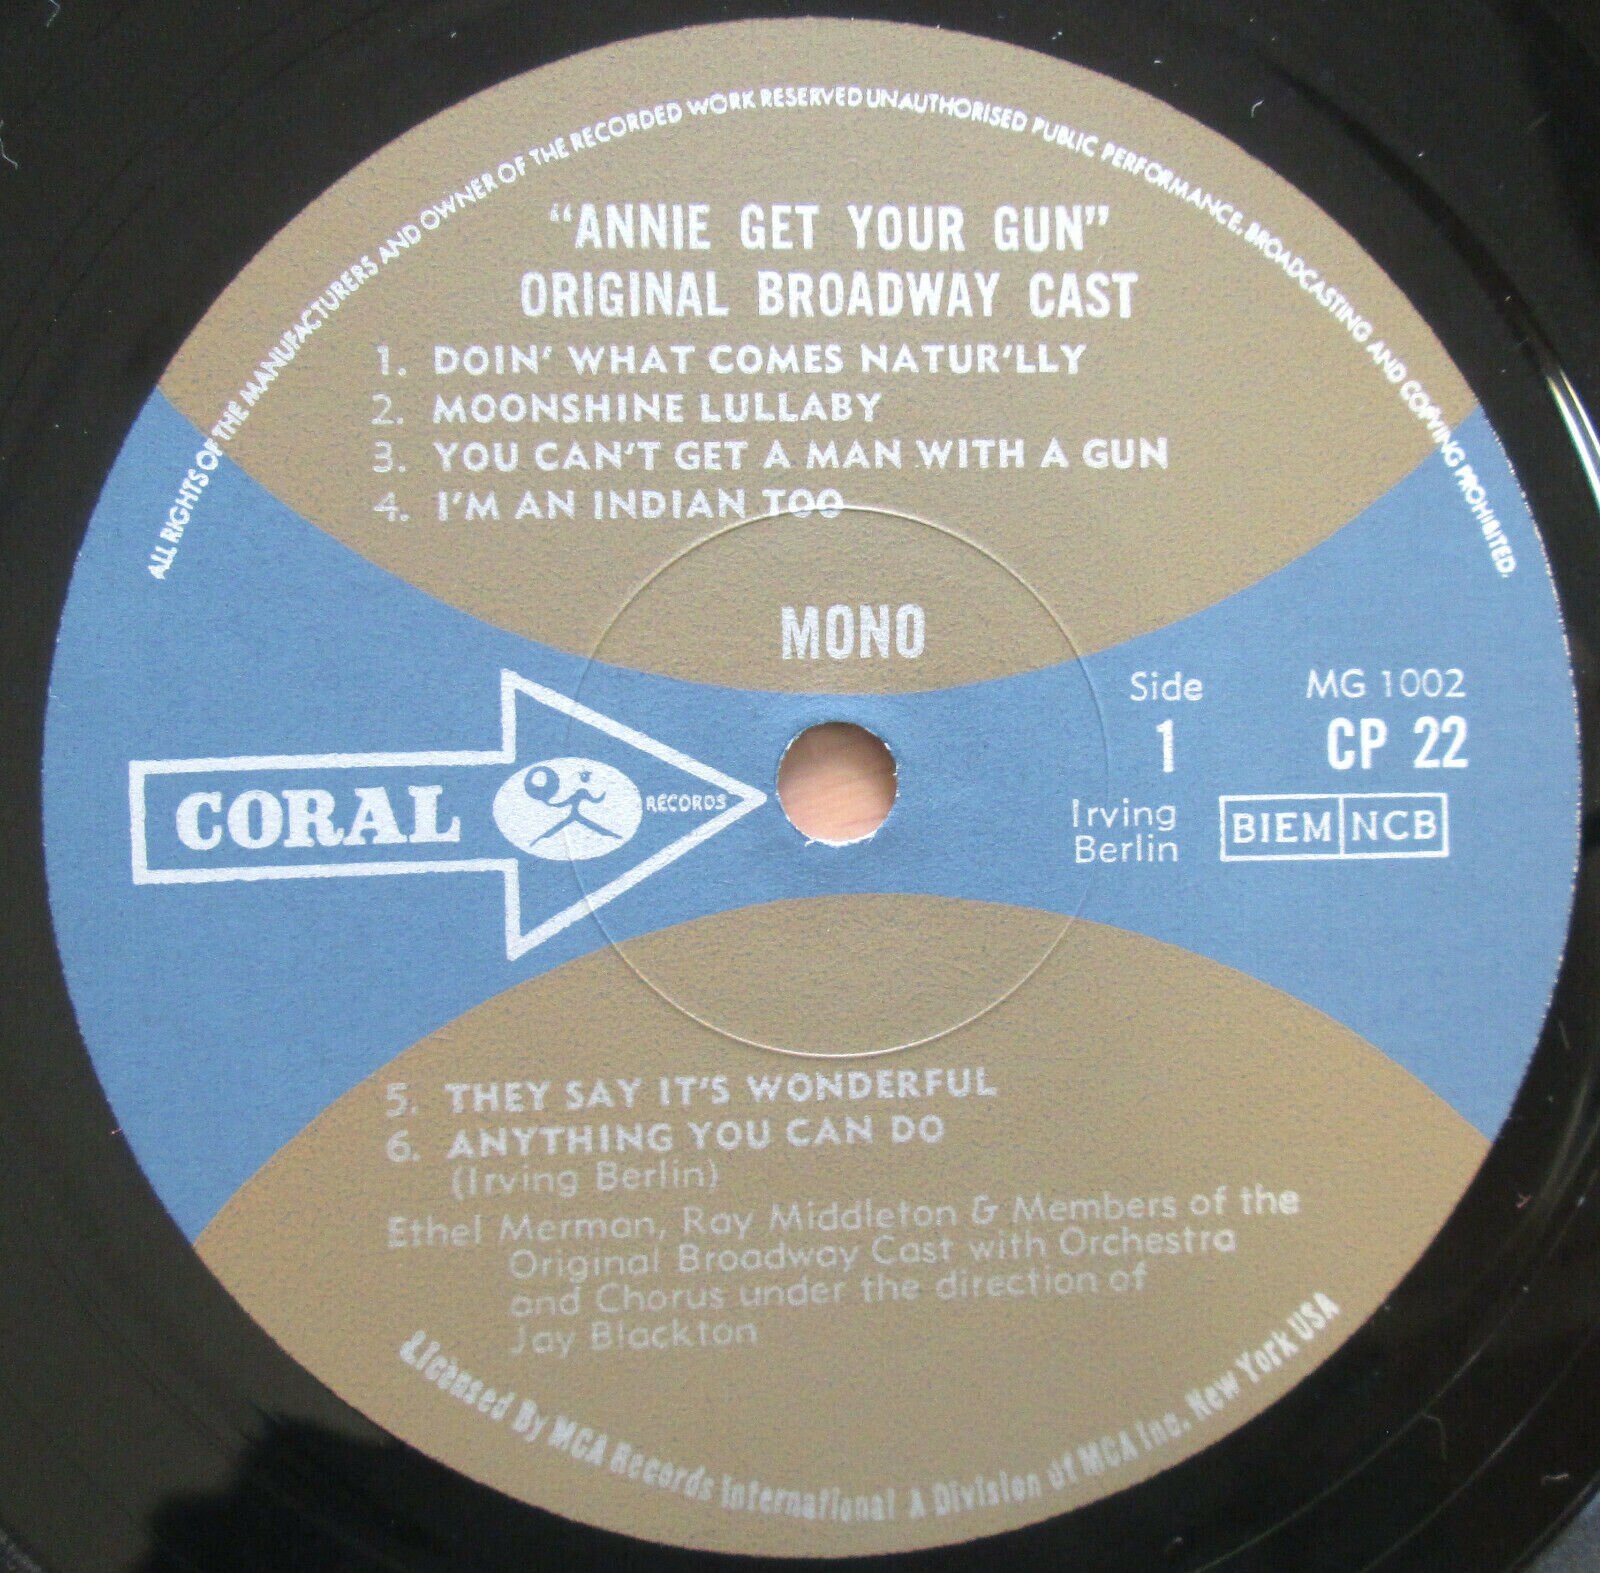 ALL RIGHTS OF THE MANUFACTURERS AND OWNER OF THE RECORDED WORK RESERVED UNAUTHORISED PUBLIC PERFORMANCE, BROADCASTING AND COPYING PROHIBITED.
“ANNIE GET YOUR GUN”
ORIGINAL BROADWAY CAST
1. DOIN’ WHAT COMES NATUR’LLY
2. MOONSHINE LULLABY
3. YOU CAN’T GET A MAN WITH A GUN
4. I’M AN INDIAN TOO
MONO
CORAL RECORDS
Side
1
MG 1002
CP 22
Irving
Berlin
BIEM NCB
5. THEY SAY IT’S WONDERFUL
6. ANYTHING YOU CAN DO
(Irving Berlin)
Ethel Merman, Ray Middleton & Members of the
Original Broadway Cast with Orchestra
and Chorus under the direction of
Jay Blackton
Licensed By MCA Records International A Division of MCA Inc. New York USA